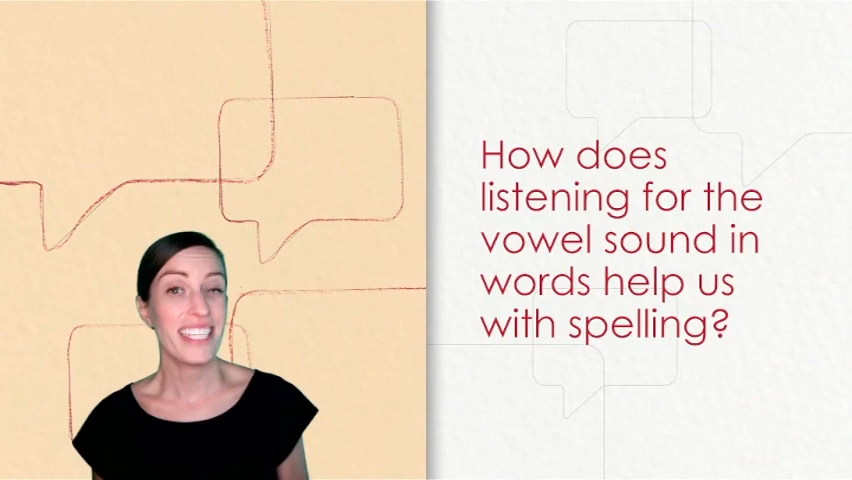 How does
listening for the
vowel sound in
words help us
with spelling?